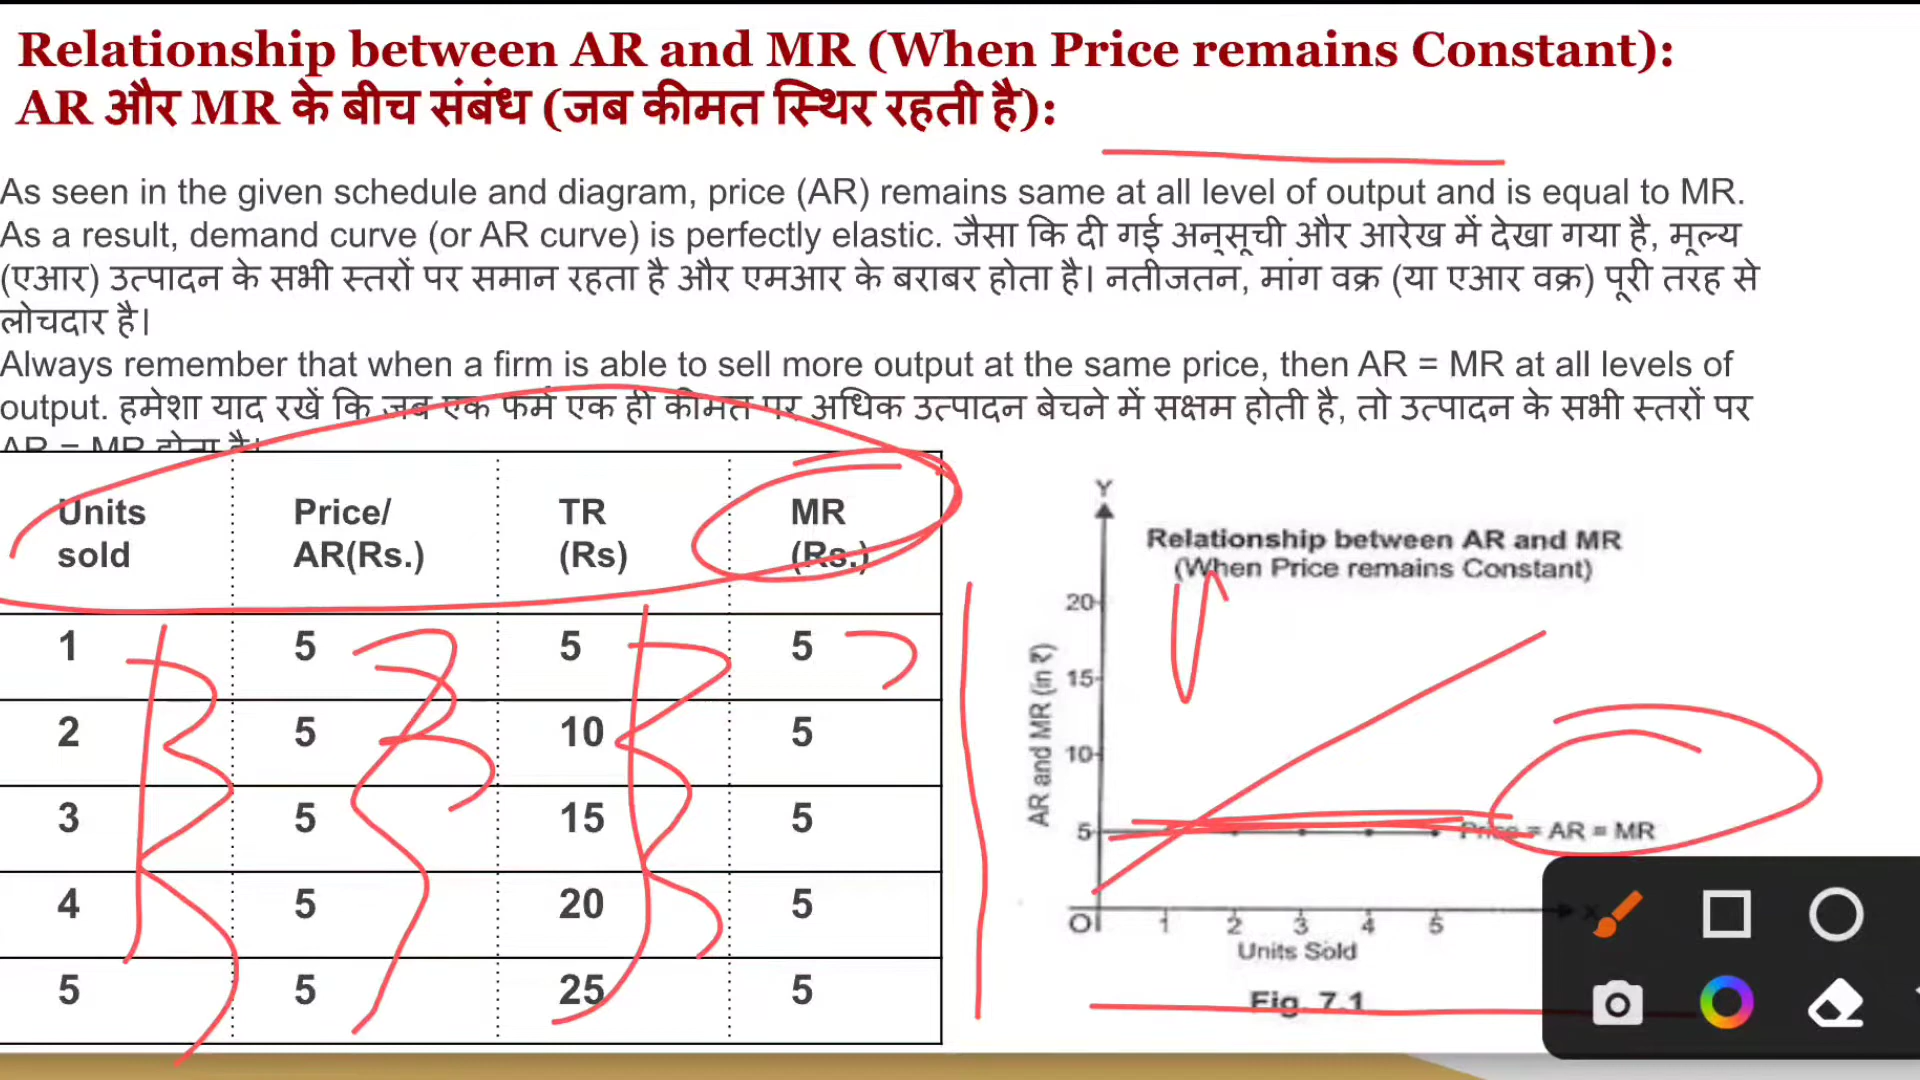 Relationship between AR and MR (When Price remains Constant):
AR और MR के बीच संबंध (जब कीमत स्थिर रहती है):
As seen in the given schedule and diagram, price (AR) remains same at all level of output and is equal to MR.
As a result, demand curve (or AR curve) is perfectly elastic. जैसा कि दी गई अनुसूची और आरेख में देखा गया है, मूल्य
(एआर) उत्पादन के सभी स्तरों पर समान रहता है और एमआर के बराबर होता है। नतीजतन, मांग वक्र (या एआर वक्र) पूरी तरह से
लोचदार है।
Always remember that when a firm is able to sell more output at the same price, then AR = MR at all levels of
output. हमेशा याद रखें कि जब एक फर्म एक ही कीमत पर अधिक उत्पादन बेचने में सक्षम होती है, तो उत्पादन के सभी स्तरों पर
AR = MR होता है।
Units sold Price/ AR(Rs.) TR (Rs) MR (Rs.)
1 5 5 5
2 5 10 5
3 5 15 5
4 5 20 5
5 5 25 5
Y
Relationship between AR and MR
(When Price remains Constant)
AR and MR (in ₹)
20
15
10
5
Price = AR = MR
O 1 2 3 4 5 X
Units Sold
Fig. 7.1